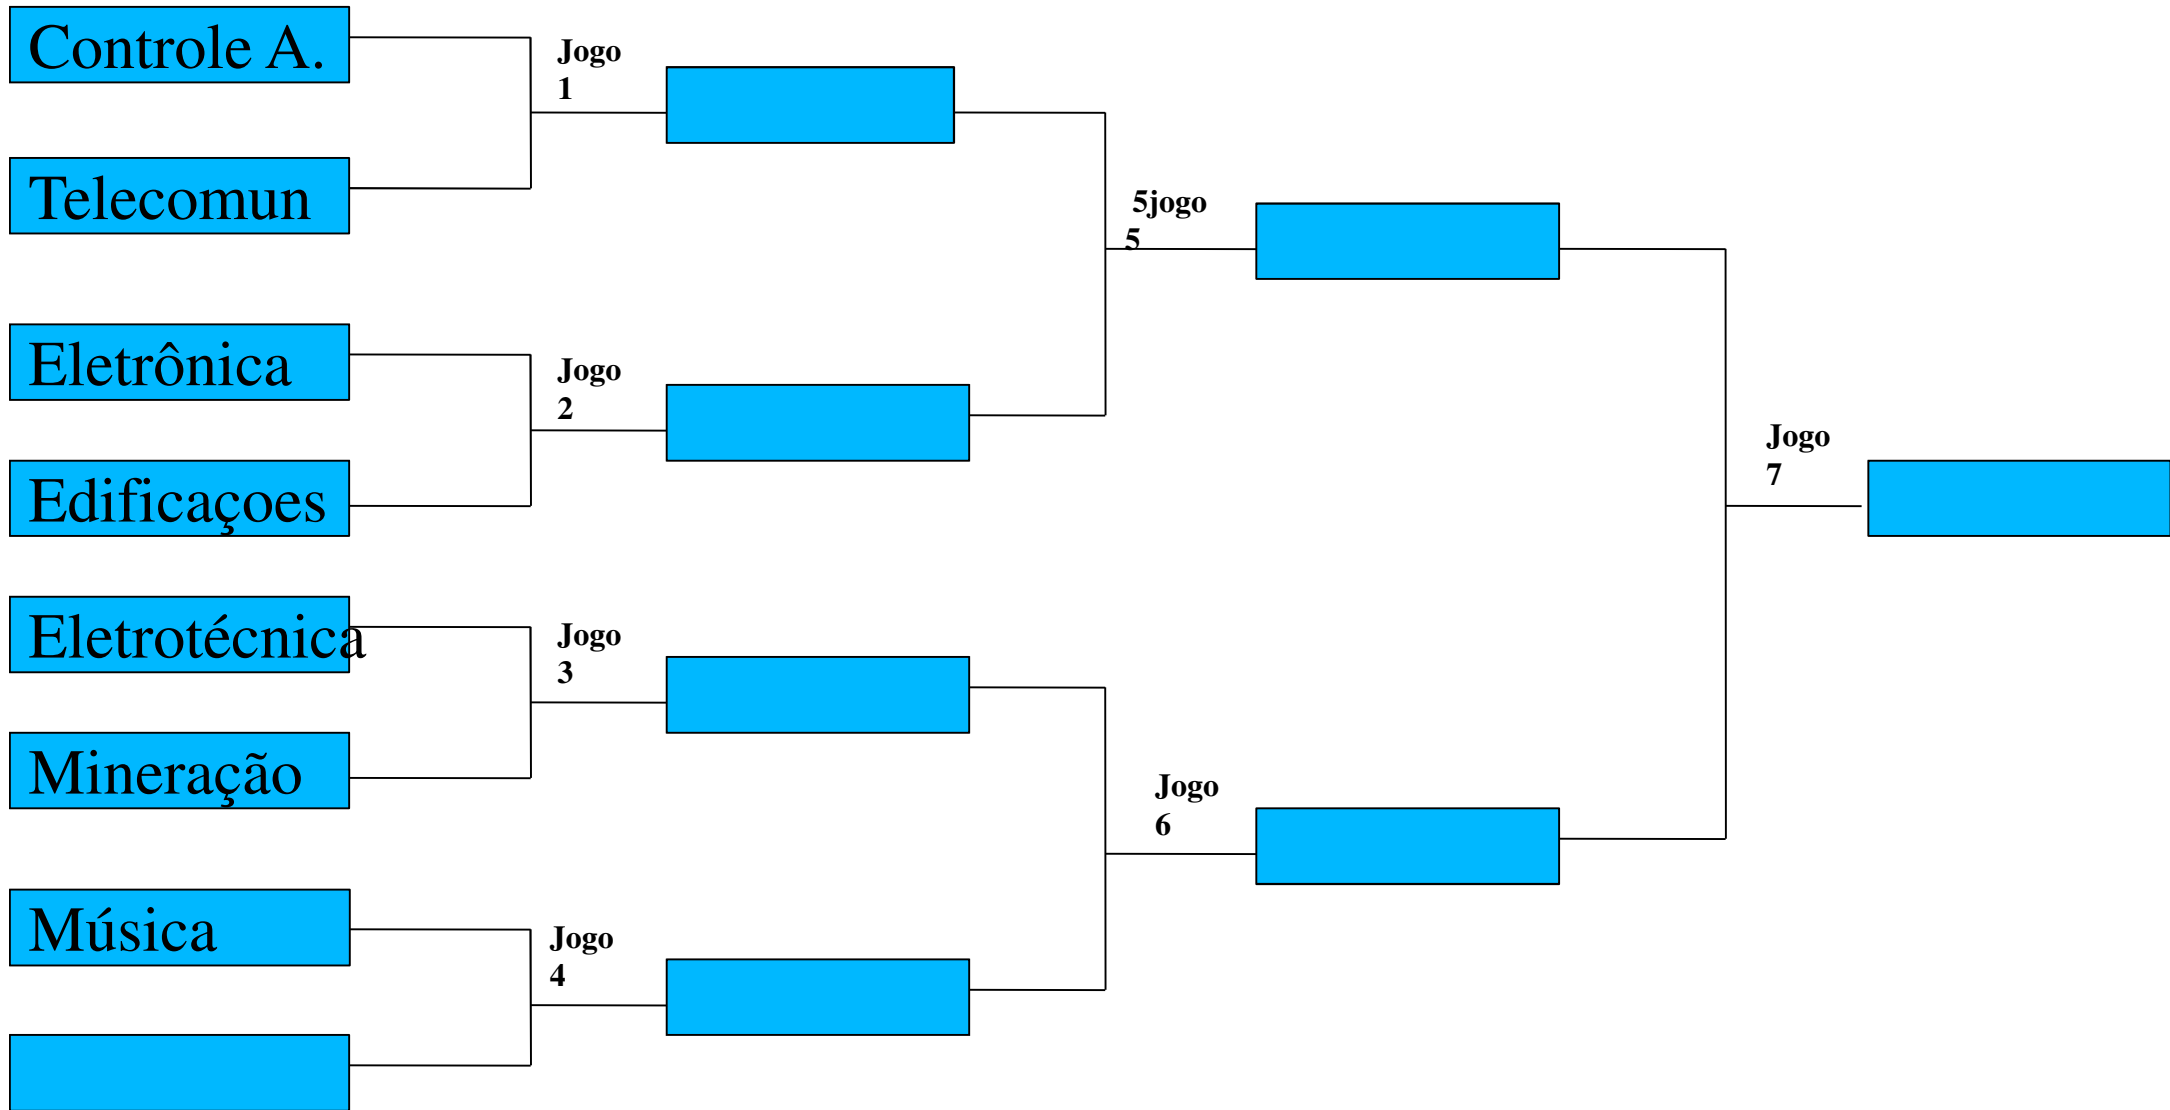 Controle A.
Jogo
1
Telecomun
5jogo
5
Eletrônica
Jogo
2
Edificaçoes
Jogo
7
Eletrotécnica
Jogo
3
Mineração
Jogo
6
Música
Jogo
4